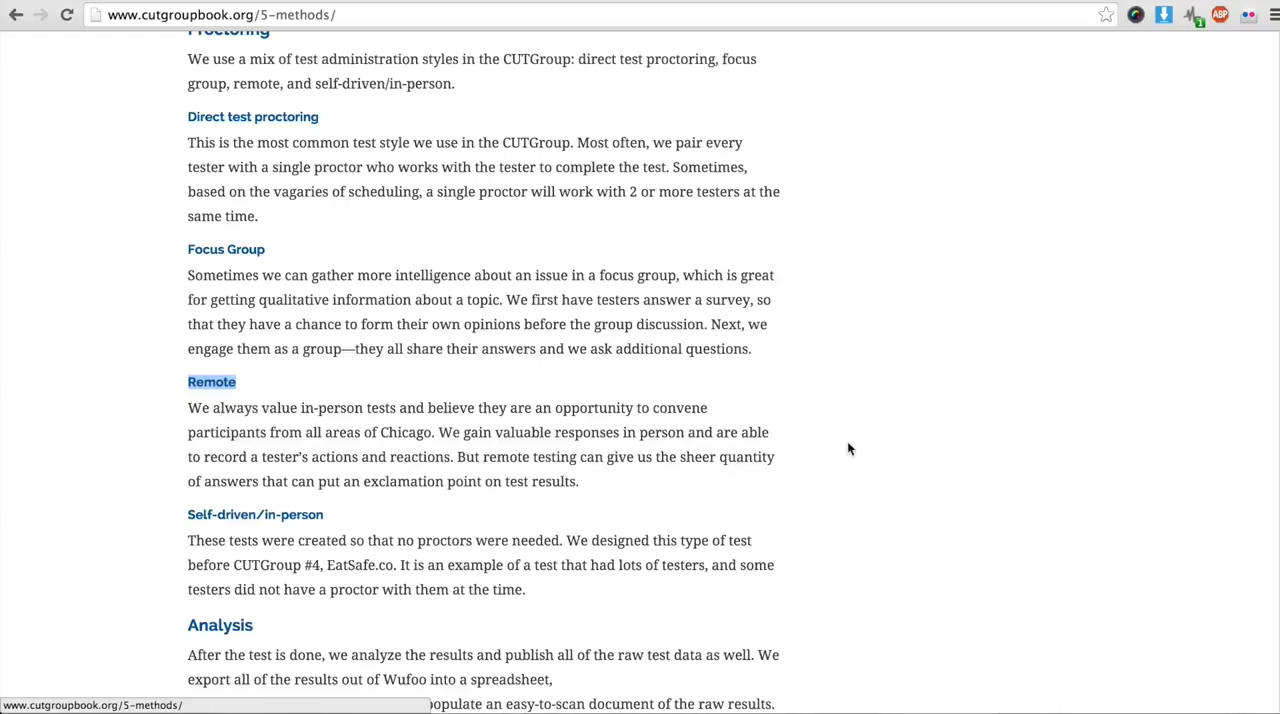 www.cutgroupbook.org/5-methods/
1
ABP
Proctoring
We use a mix of test administration styles in the CUTGroup: direct test proctoring, focus
group, remote, and self-driven/in-person.
Direct test proctoring
This is the most common test style we use in the CUTGroup. Most often, we pair every
tester with a single proctor who works with the tester to complete the test. Sometimes,
based on the vagaries of scheduling, a single proctor will work with 2 or more testers at the
same time.
Focus Group
Sometimes we can gather more intelligence about an issue in a focus group, which is great
for getting qualitative information about a topic. We first have testers answer a survey, so
that they have a chance to form their own opinions before the group discussion. Next, we
engage them as a group—they all share their answers and we ask additional questions.
Remote
We always value in-person tests and believe they are an opportunity to convene
participants from all areas of Chicago. We gain valuable responses in person and are able
to record a tester’s actions and reactions. But remote testing can give us the sheer quantity
of answers that can put an exclamation point on test results.
Self-driven/in-person
These tests were created so that no proctors were needed. We designed this type of test
before CUTGroup #4, EatSafe.co. It is an example of a test that had lots of testers, and some
testers did not have a proctor with them at the time.
Analysis
After the test is done, we analyze the results and publish all of the raw test data as well. We
export all of the results out of Wufoo into a spreadsheet,
populate an easy-to-scan document of the raw results.
www.cutgroupbook.org/5-methods/